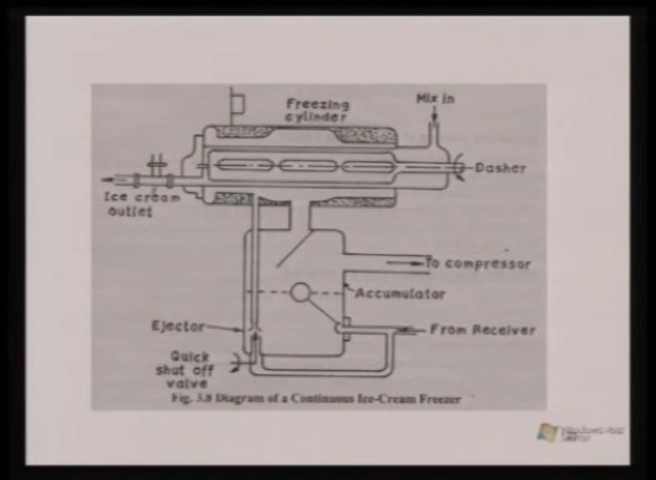 Freezing
cylinder
Mix in
Dasher
Ice cream
outlet
To compressor
Accumulator
Ejector
From Receiver
Quick
shut off
valve
Fig. 3.8 Diagram of a Continuous Ice-Cream Freezer